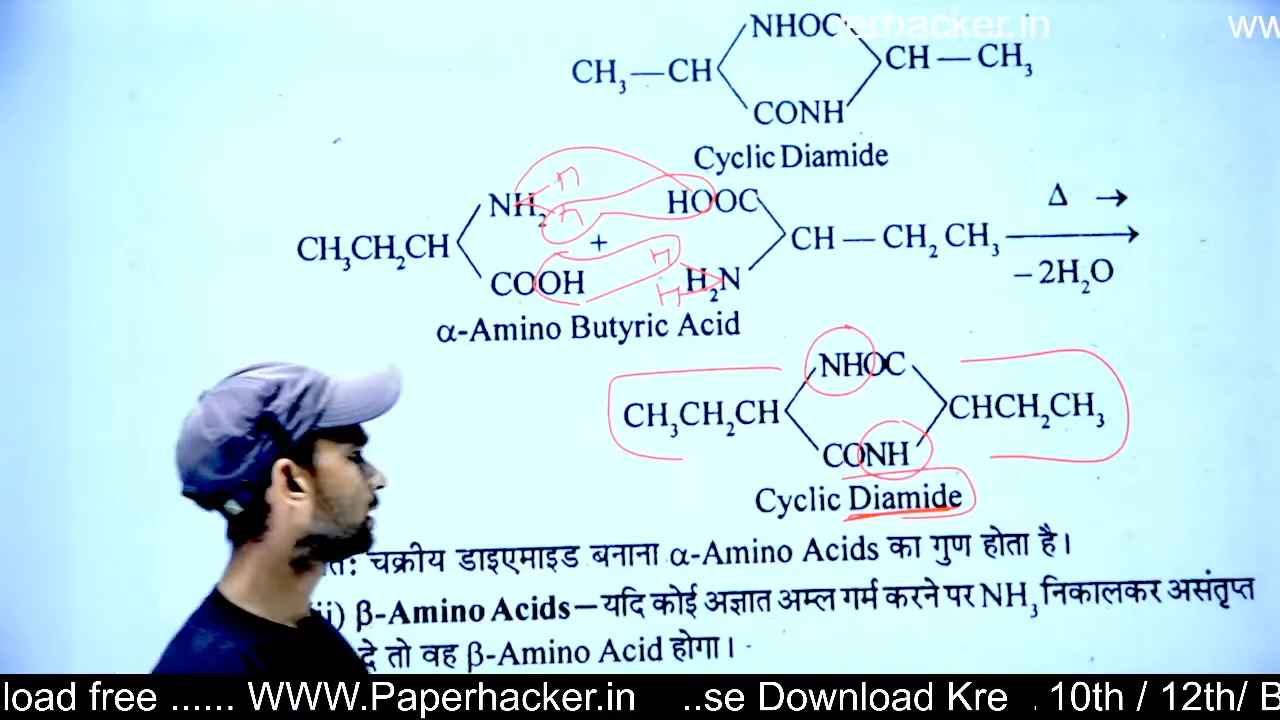 NHOC
CH₃—CH CH—CH₃
CONH
Cyclic Diamide
NH₂ HOOC Δ →
CH₃CH₂CH + CH—CH₂CH₃
COOH H₂N –2H₂O
α-Amino Butyric Acid
NHOC
CH₃CH₂CH CHCH₂CH₃
CONH
Cyclic Diamide
चक्रीय डाइएमाइड बनाना α-Amino Acids का गुण होता है।
β-Amino Acids—यदि कोई अज्ञात अम्ल गर्म करने पर NH₃ निकालकर असंतृप्त
दे तो वह β-Amino Acid होगा।
load free ...... WWW.Paperhacker.in ..se Download Kre . 10th / 12th/ B